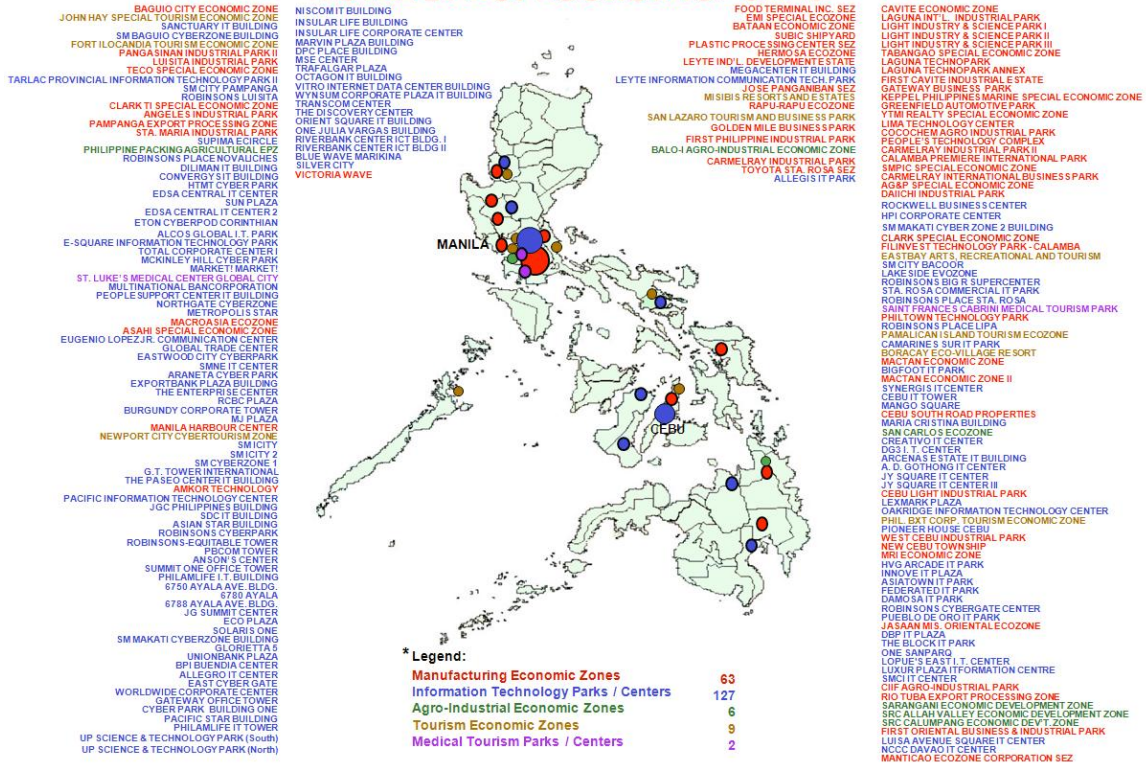 BAGUIO CITY ECONOMIC ZONE
JOHN HAY SPECIAL TOURISM ECONOMIC ZONE
SANCTUARY IT BUILDING
SM BAGUIO CYBERZONE BUILDING
FORT ILOCANDIA TOURISM ECONOMIC ZONE
PANGASINAN INDUSTRIAL PARK II
LUISITA INDUSTRIAL PARK
TECO SPECIAL ECONOMIC ZONE
TARLAC PROVINCIAL INFORMATION TECHNOLOGY PARK II
SM CITY PAMPANGA
ROBINSONS LUISITA
CLARK TI SPECIAL ECONOMIC ZONE
ANGELES INDUSTRIAL PARK
PAMPANGA EXPORT PROCESSING ZONE
STA. MARIA INDUSTRIAL PARK
SUPIMA ECIRCLE
PHILIPPINE PACKING AGRICULTURAL EPZ
ROBINSONS PLACE NOVALICHES
DILIMAN IT BUILDING
CONVERGYS IT BUILDING
HTMT CYBER PARK
EDSA CENTRAL IT CENTER
SUN PLAZA
EDSA CENTRAL IT CENTER 2
ETON CYBERPOD CORINTHIAN
ALCOS GLOBAL I.T. PARK
E-SQUARE INFORMATION TECHNOLOGY PARK
TOTAL CORPORATE CENTER I
MCKINLEY HILL CYBER PARK
MARKET! MARKET!
ST. LUKE'S MEDICAL CENTER GLOBAL CITY
MULTINATIONAL BANCORPORATION
PEOPLE SUPPORT CENTER IT BUILDING
NORTHGATE CYBERZONE
METROPOLIS STAR
MACROASIA ECOZONE
ASAHI SPECIAL ECONOMIC ZONE
EUGENIO LOPEZ JR. COMMUNICATION CENTER
GLOBAL TRADE CENTER
EASTWOOD CITY CYBERPARK
SMNE IT CENTER
ARANETA CYBER PARK
EXPORTBANK PLAZA BUILDING
THE ENTERPRISE CENTER
RCBC PLAZA
BURGUNDY CORPORATE TOWER
MJ PLAZA
MANILA HARBOUR CENTER
NEWPORT CITY CYBERTOURISM ZONE
SM ICITY
SM ICITY 2
SM CYBERZONE 1
G.T. TOWER INTERNATIONAL
THE PASEO CENTER IT BUILDING
AMKOR TECHNOLOGY
PACIFIC INFORMATION TECHNOLOGY CENTER
JGC PHILIPPINES BUILDING
SDC IT BUILDING
ASIAN STAR BUILDING
ROBINSONS CYBERPARK
ROBINSONS-EQUITABLE TOWER
PBCOM TOWER
ANSON'S CENTER
SUMMIT ONE OFFICE TOWER
PHILAMLIFE I.T. BUILDING
6750 AYALA AVE. BLDG.
6780 AYALA
6788 AYALA AVE. BLDG.
JG SUMMIT CENTER
ECO PLAZA
SOLARIS ONE
SM MAKATI CYBERZONE BUILDING
GLORIETTA 5
UNIONBANK PLAZA
BPI BUENDIA CENTER
ALLEGRO IT CENTER
EAST CYBER GATE
WORLDWIDE CORPORATE CENTER
GATEWAY OFFICE TOWER
CYBER PARK BUILDING ONE
PACIFIC STAR BUILDING
PHILAMLIFE IT TOWER
UP SCIENCE & TECHNOLOGY PARK (South)
UP SCIENCE & TECHNOLOGY PARK (North)
NISCOM IT BUILDING
INSULAR LIFE BUILDING
INSULAR LIFE CORPORATE CENTER
MARVIN PLAZA BUILDING
DPC PLACE BUILDING
MSE CENTER
TRAFALGAR PLAZA
OCTAGON IT BUILDING
VITRO INTERNET DATA CENTER BUILDING
WYNSUM CORPORATE PLAZA IT BUILDING
TRANSCOM CENTER
THE DISCOVERY CENTER
ORIENT SQUARE IT BUILDING
ONE JULIA VARGAS BUILDING
RIVERBANK CENTER ICT BLDG. I
RIVERBANK CENTER ICT BLDG II
BLUE WAVE MARIKINA
SILVER CITY
VICTORIA WAVE
MANILA
CEBU
* Legend:
Manufacturing Economic Zones 63
Information Technology Parks / Centers 127
Agro-Industrial Economic Zones 6
Tourism Economic Zones 9
Medical Tourism Parks / Centers 2
FOOD TERMINAL INC. SEZ
EMI SPECIAL ECOZONE
BATAAN ECONOMIC ZONE
SUBIC SHIPYARD
PLASTIC PROCESSING CENTER SEZ
HERMOSA ECOZONE
LEYTE IND'L. DEVELOPMENT ESTATE
MEGACENTER IT BUILDING
LEYTE INFORMATION COMMUNICATION TECH. PARK
JOSE PANGANIBAN SEZ
MISIBIS RESORTS AND ESTATES
RAPU-RAPU ECOZONE
SAN LAZARO TOURISM AND BUSINESS PARK
GOLDEN MILE BUSINESS PARK
FIRST PHILIPPINE INDUSTRIAL PARK
BALO-I AGRO-INDUSTRIAL ECONOMIC ZONE
CARMELRAY INDUSTRIAL PARK
TOYOTA STA. ROSA SEZ
ALLEGIS IT PARK
CAVITE ECONOMIC ZONE
LAGUNA INT'L. INDUSTRIAL PARK
LIGHT INDUSTRY & SCIENCE PARK I
LIGHT INDUSTRY & SCIENCE PARK II
LIGHT INDUSTRY & SCIENCE PARK III
TABANGAO SPECIAL ECONOMIC ZONE
LAGUNA TECHNOPARK
LAGUNA TECHNOPARK ANNEX
FIRST CAVITE INDUSTRIAL ESTATE
GATEWAY BUSINESS PARK
KEPPEL PHILIPPINES MARINE SPECIAL ECONOMIC ZONE
GREENFIELD AUTOMOTIVE PARK
YTMI REALTY SPECIAL ECONOMIC ZONE
LIMA TECHNOLOGY CENTER
COCOCHEM AGRO INDUSTRIAL PARK
PEOPLE'S TECHNOLOGY COMPLEX
CARMELRAY INDUSTRIAL PARK II
CALAMBA PREMIERE INTERNATIONAL PARK
SMPIC SPECIAL ECONOMIC ZONE
CARMELRAY INTERNATIONAL BUSINESS PARK
AG&P SPECIAL ECONOMIC ZONE
DAIICHI INDUSTRIAL PARK
ROCKWELL BUSINESS CENTER
HPI CORPORATE CENTER
SM MAKATI CYBER ZONE 2 BUILDING
CLARK SPECIAL ECONOMIC ZONE
FILINVEST TECHNOLOGY PARK - CALAMBA
EASTBAY ARTS, RECREATIONAL AND TOURISM
SM CITY BACOOR
LAKESIDE EVOZONE
ROBINSONS BIG R SUPERCENTER
STA. ROSA COMMERCIAL IT PARK
ROBINSONS PLACE STA. ROSA
SAINT FRANCES CABRINI MEDICAL TOURISM PARK
PHILTOWN TECHNOLOGY PARK
ROBINSONS PLACE LIPA
PAMALICAN ISLAND TOURISM ECOZONE
CAMARINES SUR IT PARK
BORACAY ECO-VILLAGE RESORT
MACTAN ECONOMIC ZONE
BIGFOOT IT PARK
MACTAN ECONOMIC ZONE II
SYNERGIS IT CENTER
CEBU IT TOWER
MANGO SQUARE
CEBU SOUTH ROAD PROPERTIES
MARIA CRISTINA BUILDING
SAN CARLOS ECOZONE
CREATIVO IT CENTER
DG3 I. T. CENTER
ARCENAS ESTATE IT BUILDING
A. D. GOTHONG IT CENTER
JY SQUARE IT CENTER
JY SQUARE IT CENTER III
CEBU LIGHT INDUSTRIAL PARK
LEXMARK PLAZA
OAKRIDGE INFORMATION TECHNOLOGY CENTER
PHIL. BXT CORP. TOURISM ECONOMIC ZONE
PIONEER HOUSE CEBU
WEST CEBU INDUSTRIAL PARK
NEW CEBU TOWNSHIP
MRI ECONOMIC ZONE
HVG ARCADE IT PARK
INNOVE IT PLAZA
ASIATOWN IT PARK
FEDERATED IT PARK
DAMOSA IT PARK
ROBINSONS CYBERGATE CENTER
PUEBLO DE ORO IT PARK
JASAAN MIS. ORIENTAL ECOZONE
DBP IT PLAZA
THE BLOCK IT PARK
ONE SANPARQ
LOPUE'S EAST I. T. CENTER
LUXUR PLAZA ITFORMATION CENTRE
SMCI IT CENTER
CIIF AGRO-INDUSTRIAL PARK
RIO TUBA EXPORT PROCESSING ZONE
SARANGANI ECONOMIC DEVELOPMENT ZONE
SRC ALLAH VALLEY ECONOMIC DEVELOPMENT ZONE
SRC CALUMPANG ECONOMIC DEV'T. ZONE
FIRST ORIENTAL BUSINESS & INDUSTRIAL PARK
LUISA AVENUE SQUARE IT CENTER
NCCC DAVAO IT CENTER
MANTICAO ECOZONE CORPORATION SEZ